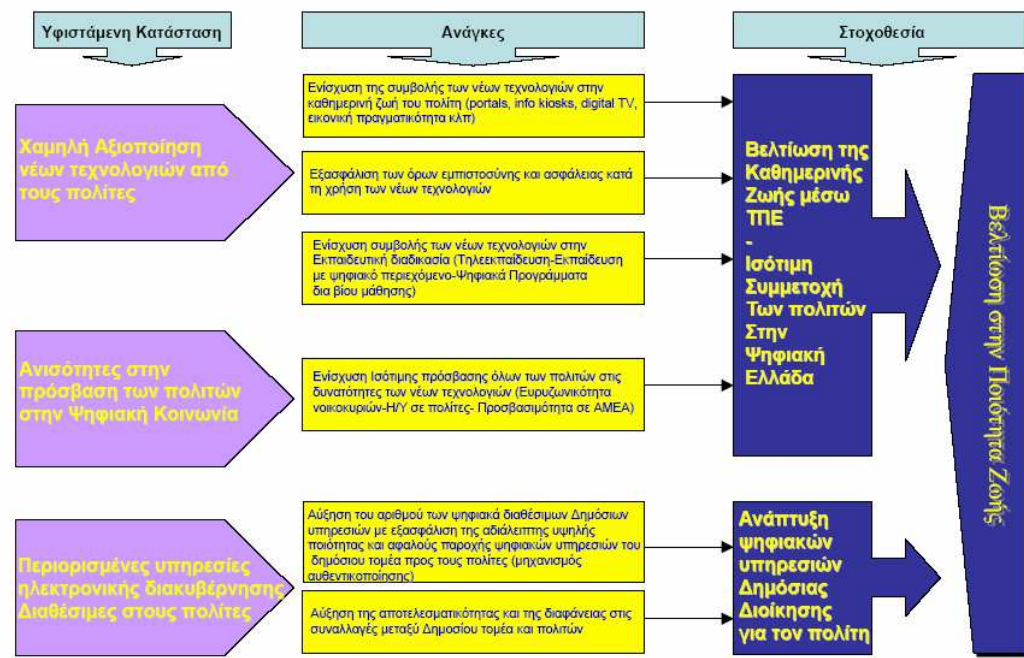 Υφιστάμενη Κατάσταση
Ανάγκες
Στοχοθεσία
Χαμηλή Αξιοποίηση
νέων τεχνολογιών από
τους πολίτες
Ενίσχυση της συμβολής των νέων τεχνολογιών στην
καθημερινή ζωή του πολίτη (portals, info kiosks, digital TV,
εικονική πραγματικότητα κλπ)
Εξασφάλιση των όρων εμπιστοσύνης και ασφάλειας κατά
τη χρήση των νέων τεχνολογιών
Ενίσχυση συμβολής των νέων τεχνολογιών στην
Εκπαιδευτική διαδικασία (Τηλεεκπαίδευση-Εκπαίδευση
με ψηφιακό περιεχόμενο-Ψηφιακά Προγράμματα
δια βίου μάθησης)
Ανισότητες στην
πρόσβαση των πολιτών
στην Ψηφιακή Κοινωνία
Ενίσχυση Ισότιμης πρόσβασης όλων των πολιτών στις
δυνατότητες των νέων τεχνολογιών (Ευρυζωνικότητα
νοικοκυριών-Η/Υ σε πολίτες- Προσβασιμότητα σε ΑΜΕΑ)
Βελτίωση της
Καθημερινής
Ζωής μέσω
ΤΠΕ
-
Ισότιμη
Συμμετοχή
Των πολιτών
Στην
Ψηφιακή
Ελλάδα
Περιορισμένες υπηρεσίες
ηλεκτρονικής διακυβέρνησης
Διαθέσιμες στους πολίτες
Αύξηση του αριθμού των ψηφιακά διαθέσιμων Δημόσιων
υπηρεσιών με εξασφάλιση της αδιάλειπτης υψηλής
ποιότητας και αφαλούς παροχής ψηφιακών υπηρεσιών του
δημόσιου τομέα προς τους πολίτες (μηχανισμός
αυθεντικοποίησης)
Αύξηση της αποτελεσματικότητας και της διαφάνειας στις
συναλλαγές μεταξύ Δημοσίου τομέα και πολιτών
Ανάπτυξη
ψηφιακών
υπηρεσιών
Δημόσιας
Διοίκησης
για τον πολίτη
Βελτίωση στην Ποιότητα Ζωής